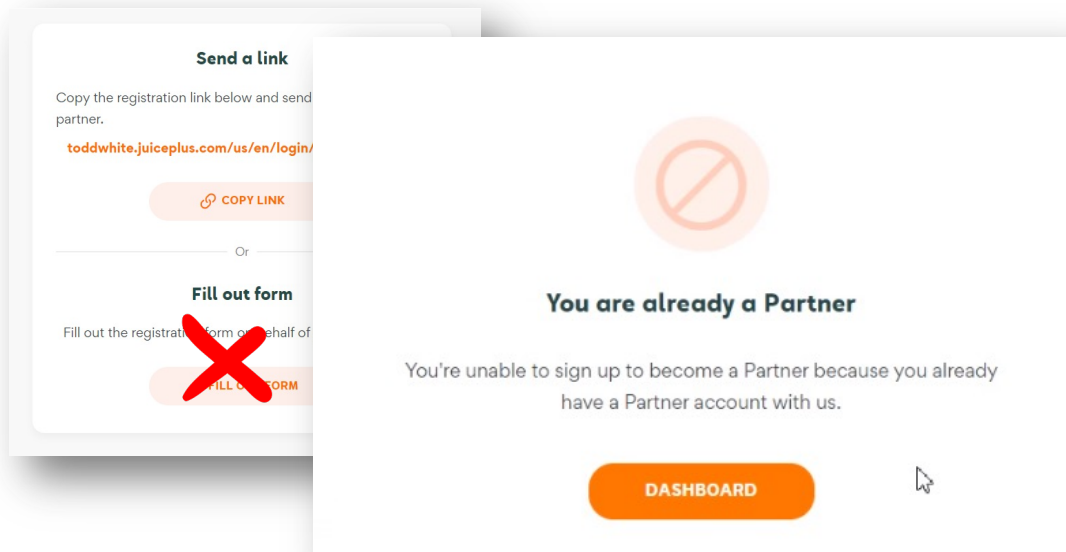 Send a link
Copy the registration link below and send
partner.
toddwhite.juiceplus.com/us/en/login/
COPY LINK
Or
Fill out form
Fill out the registration form on behalf of
FILL FORM
You are already a Partner
You're unable to sign up to become a Partner because you already
have a Partner account with us.
DASHBOARD